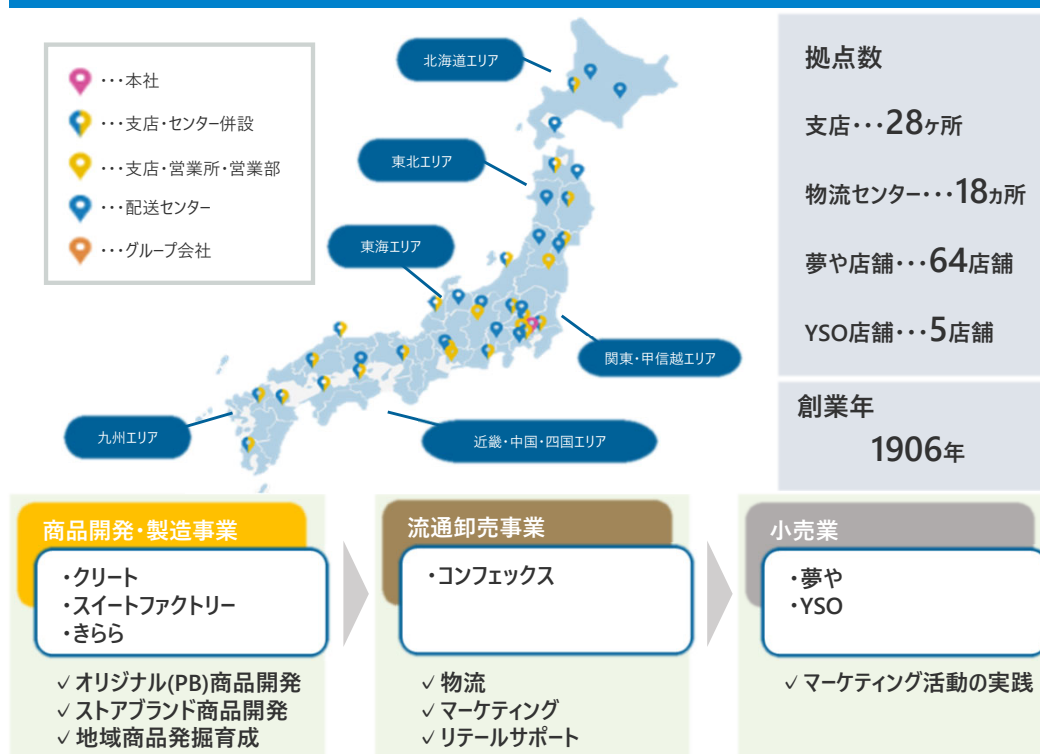 ･･･本社
･･･支店･センター併設
･･･支店･営業所･営業部
･･･配送センター
･･･グループ会社
北海道エリア
東北エリア
東海エリア
関東･甲信越エリア
九州エリア
近畿･中国･四国エリア
拠点数
支店･･･28ヶ所
物流センター･･･18ヵ所
夢や店舗･･･64店舗
YSO店舗･･･5店舗
創業年
1906年
商品開発･製造事業
･クリート
･スイートファクトリー
･きらら
✓オリジナル(PB)商品開発
✓ストアブランド商品開発
✓地域商品発掘育成
流通卸売事業
･コンフェックス
✓物流
✓マーケティング
✓リテールサポート
小売業
･夢や
･YSO
✓マーケティング活動の実践